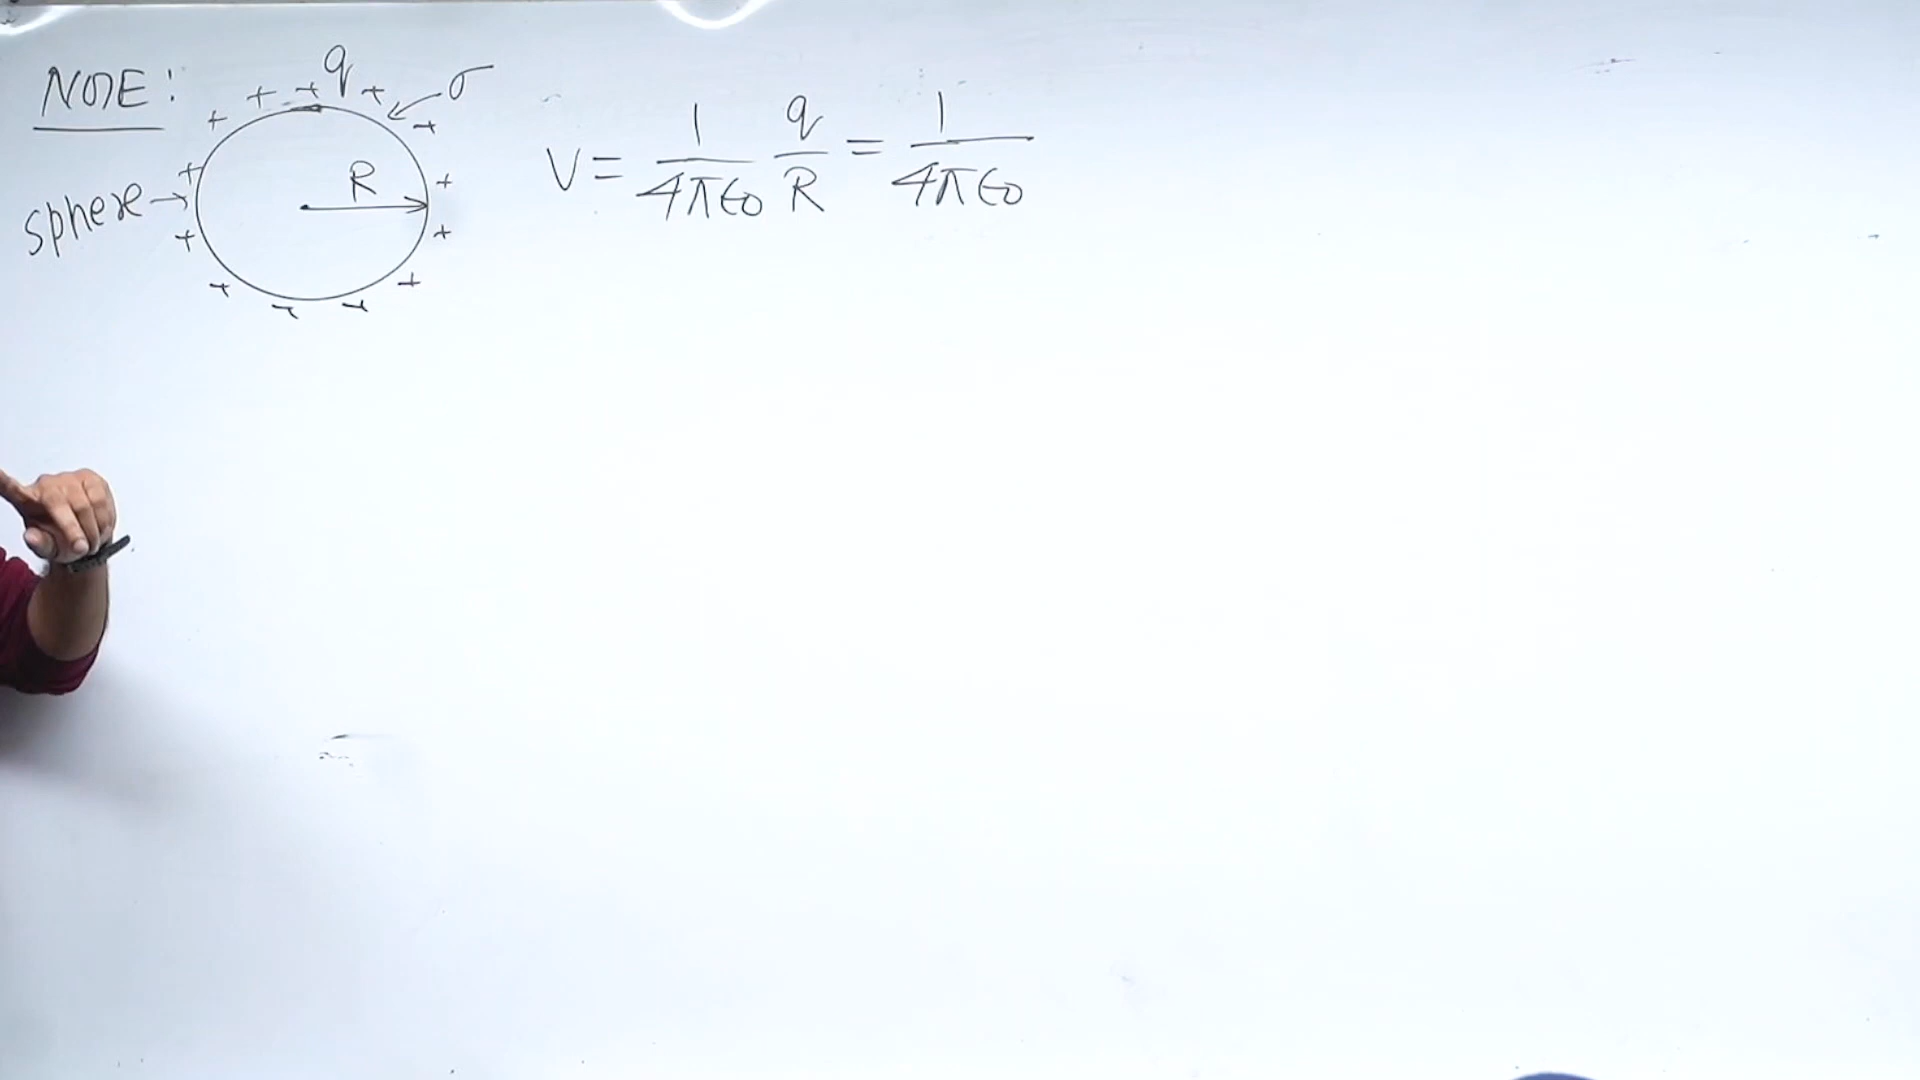 NOTE:
q
σ
V = 1/4πϵ0 q/R = 1/4πϵ0
R
sphere →